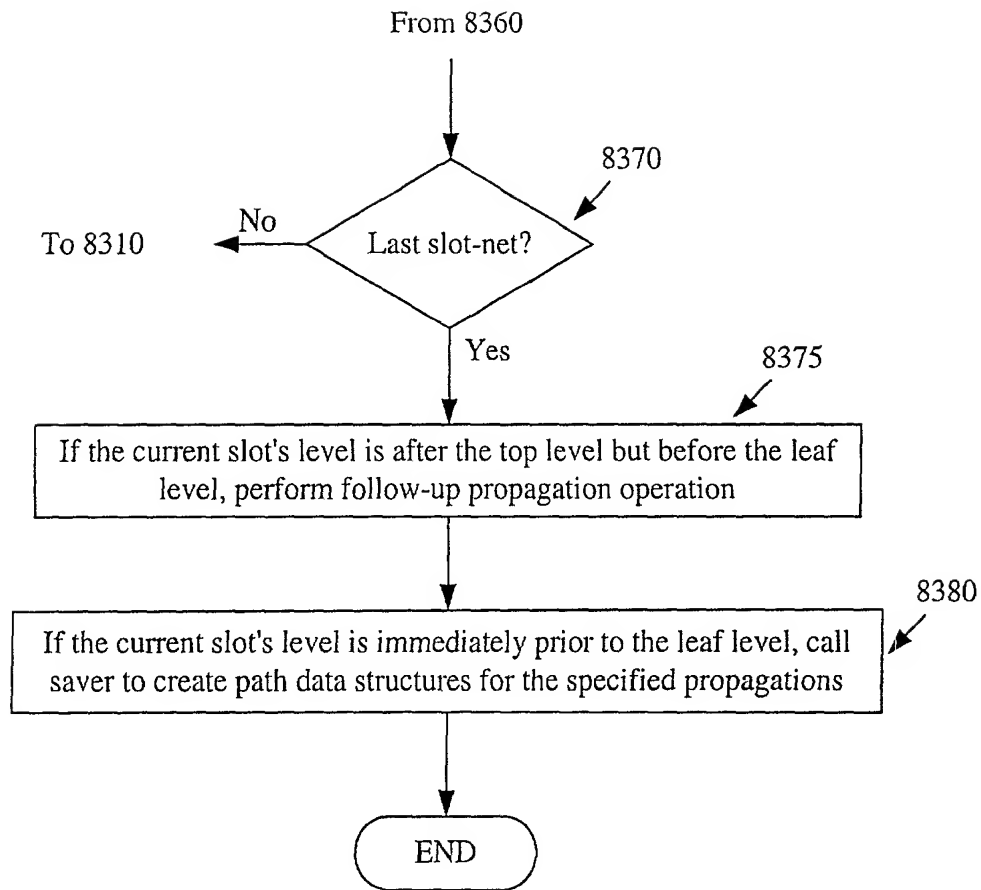 From 8360
8370
No
To 8310
Last slot-net?
Yes
8375
If the current slot's level is after the top level but before the leaf
level, perform follow-up propagation operation
8380
If the current slot's level is immediately prior to the leaf level, call
saver to create path data structures for the specified propagations
END